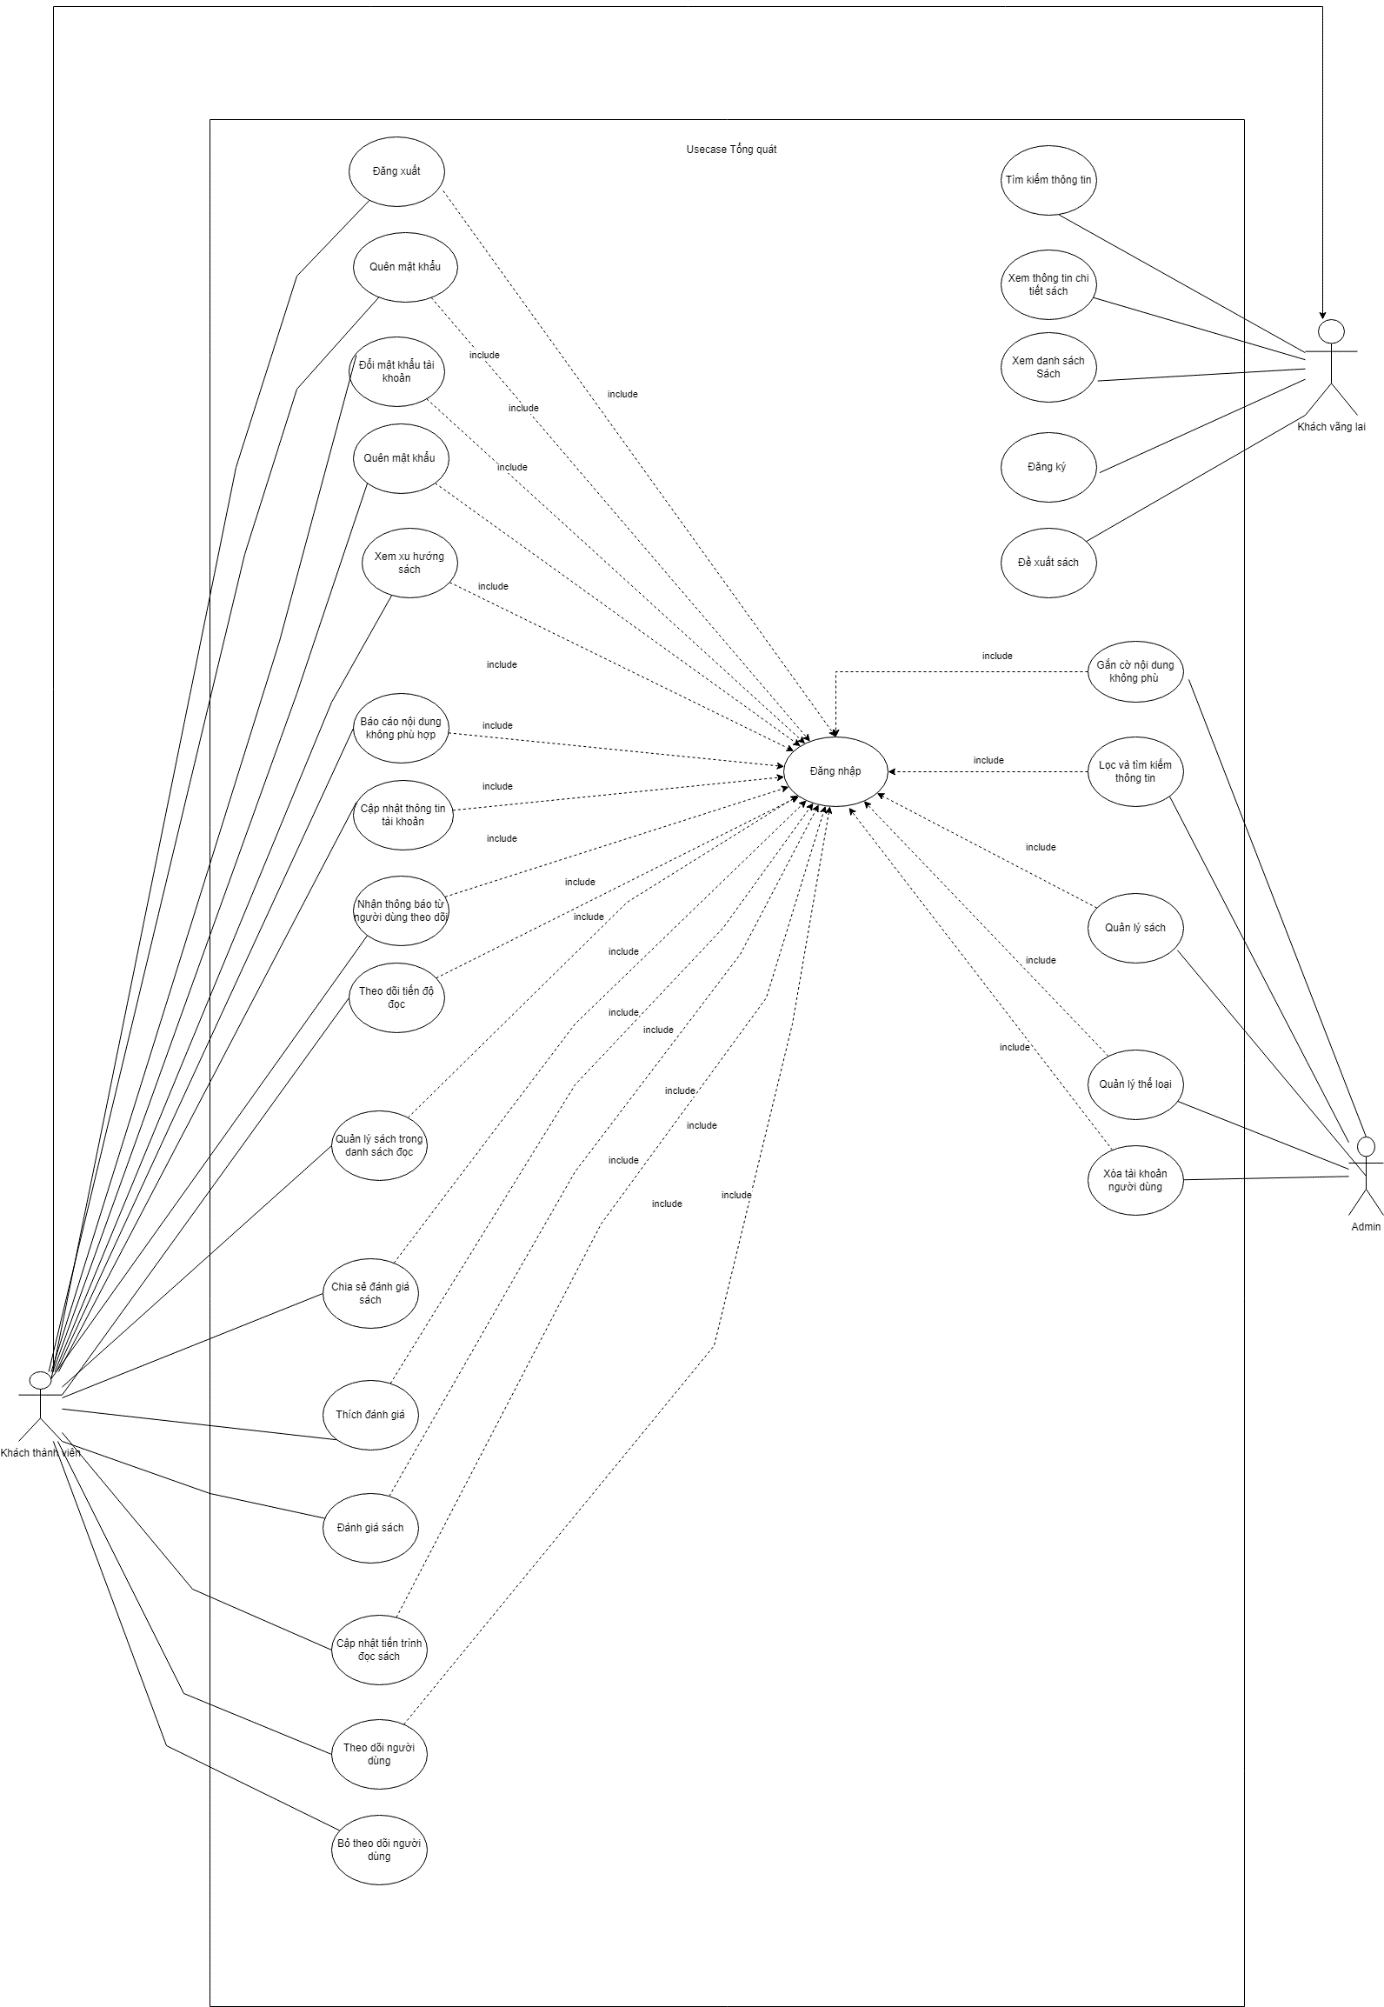 Usecase Tổng quát
Đăng xuất
Tìm kiếm thông tin
Quên mật khẩu
Xem thông tin chi
tiết sách
include
Đổi mật khẩu tài
khoản
Xem danh sách
Sách
include
include
Khách vãng lai
Quên mật khẩu
include
Đăng ký
Xem xu hướng
sách
Đề xuất sách
include
include
include
Gắn cờ nội dung
không phù
Báo cáo nội dung
không phù hợp
include
Đăng nhập
include
Lọc và tìm kiếm
thông tin
include
Cập nhật thông tin
tài khoản
include
include
include
Nhận thông báo từ
người dùng theo dõi
include
Quản lý sách
include
include
Theo dõi tiến độ
đọc
include
include
include
include
Quản lý thể loại
include
Quản lý sách trong
danh sách đọc
include
include
Xóa tài khoản
người dùng
include
include
Admin
Chia sẻ đánh giá
sách
Thích đánh giá
Khách thành viên
Đánh giá sách
Cập nhật tiến trình
đọc sách
Theo dõi người
dùng
Bỏ theo dõi người
dùng